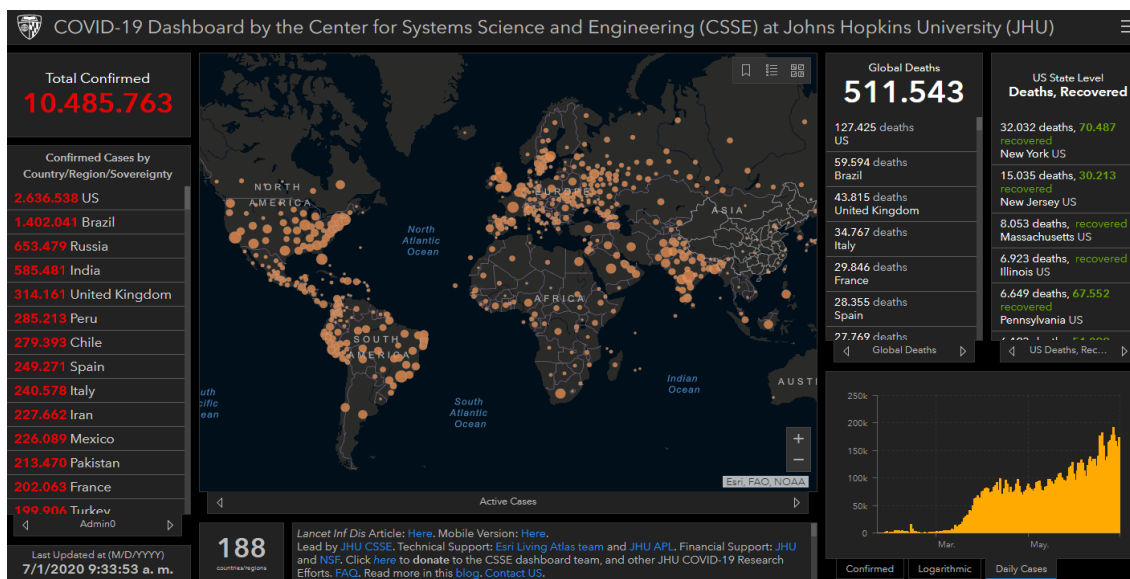 COVID-19 Dashboard by the Center for Systems Science and Engineering (CSSE) at Johns Hopkins University (JHU)
Total Confirmed
10.485.763
Confirmed Cases by
Country/Region/Sovereignty
2.636.538 US
1.402.041 Brazil
653.479 Russia
585.481 India
314.161 United Kingdom
285.213 Peru
279.393 Chile
249.271 Spain
240.578 Italy
227.662 Iran
226.089 Mexico
213.470 Pakistan
202.063 France
199.906 Turkey
Admin0
Last Updated at (M/D/YYYY)
7/1/2020 9:33:53 a. m.
NORTH
AMERICA
EUROPE
ASIA
North
Atlantic
Ocean
AFRICA
SOUTH
AMERICA
Indian
Ocean
AUSTI
South
Atlantic
Ocean
uth
cific
ean
+
−
Esri, FAO, NOAA
Active Cases
188
countries/regions
Lancet Inf Dis Article: Here. Mobile Version: Here.
Lead by JHU CSSE. Technical Support: Esri Living Atlas team and JHU APL. Financial Support: JHU
and NSF. Click here to donate to the CSSE dashboard team, and other JHU COVID-19 Research
Efforts. FAQ. Read more in this blog. Contact US.
Global Deaths
511.543
127.425 deaths
US
59.594 deaths
Brazil
43.815 deaths
United Kingdom
34.767 deaths
Italy
29.846 deaths
France
28.355 deaths
Spain
27.769 deaths
Global Deaths
US State Level
Deaths, Recovered
32.032 deaths, 70.487
recovered
New York US
15.035 deaths, 30.213
recovered
New Jersey US
8.053 deaths, recovered
Massachusetts US
6.923 deaths, recovered
Illinois US
6.649 deaths, 67.552
recovered
Pennsylvania US
US Deaths, Rec...
250k
200k
150k
100k
50k
0
Mar.
May.
Confirmed
Logarithmic
Daily Cases